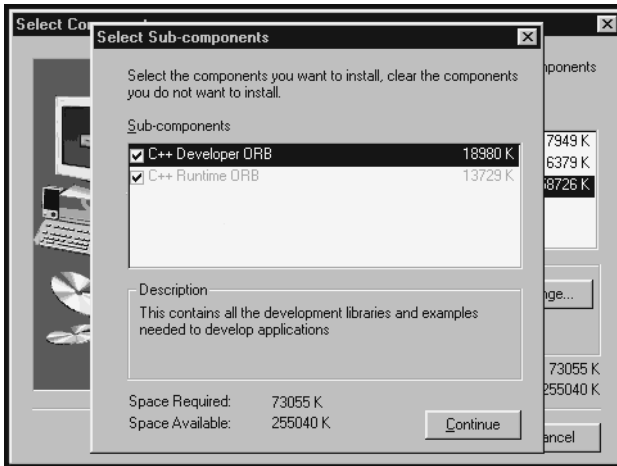 Select Com
Select Sub-components
Select the components you want to install, clear the components
you do not want to install.
Sub-components
C++ Developer ORB 18980 K
C++ Runtime ORB 13729 K
Description
This contains all the development libraries and examples
needed to develop applications
Space Required: 73055 K
Space Available: 255040 K
Continue
mponents
7949 K
6379 K
8726 K
nge...
73055 K
255040 K
ancel